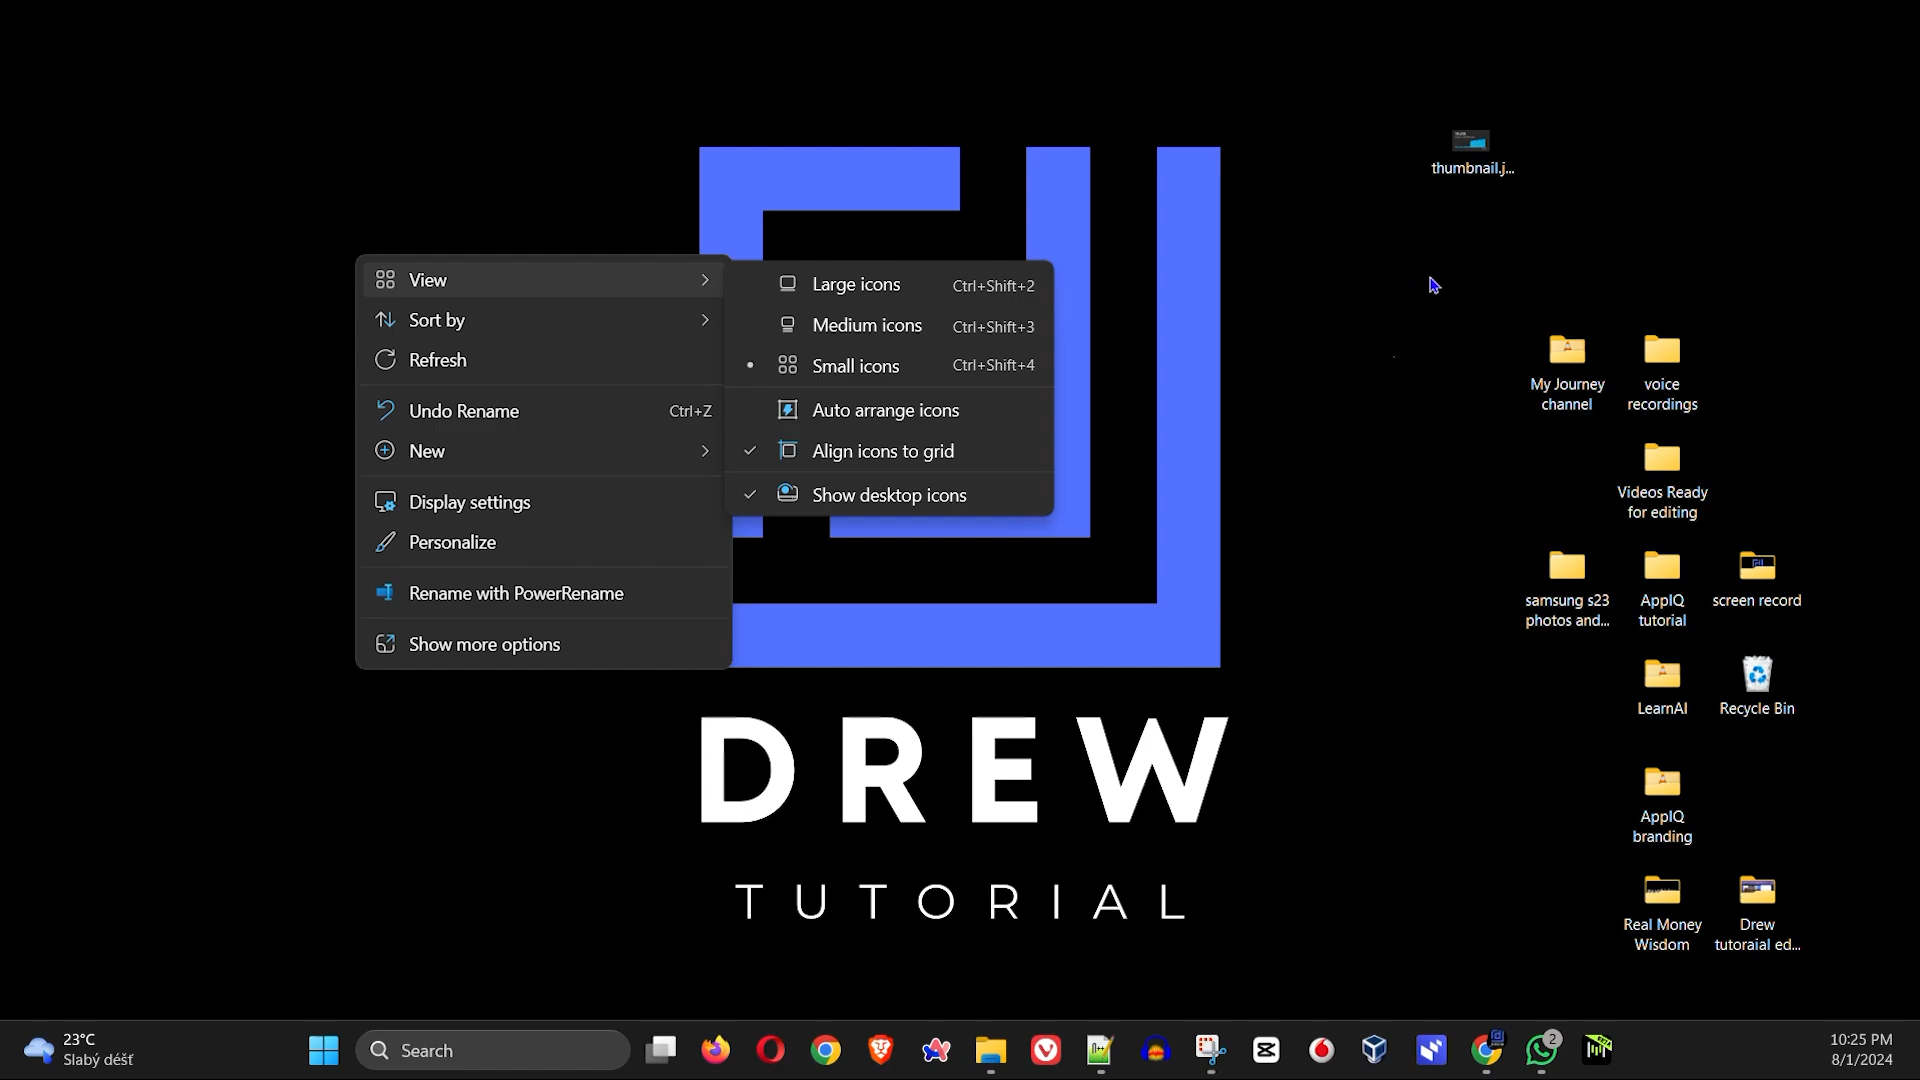 thumbnail.j...
View
Sort by
Refresh
Undo Rename Ctrl+Z
New
Display settings
Personalize
Rename with PowerRename
Show more options
Large icons Ctrl+Shift+2
Medium icons Ctrl+Shift+3
Small icons Ctrl+Shift+4
Auto arrange icons
Align icons to grid
Show desktop icons
My Journey
channel
voice
recordings
Videos Ready
for editing
samsung s23
photos and...
AppIQ
tutorial
screen record
LearnAI
Recycle Bin
AppIQ
branding
Real Money
Wisdom
Drew
tutoraial ed...
DREW
TUTORIAL
23°C
Slabý déšť
Search
2
10:25 PM
8/1/2024